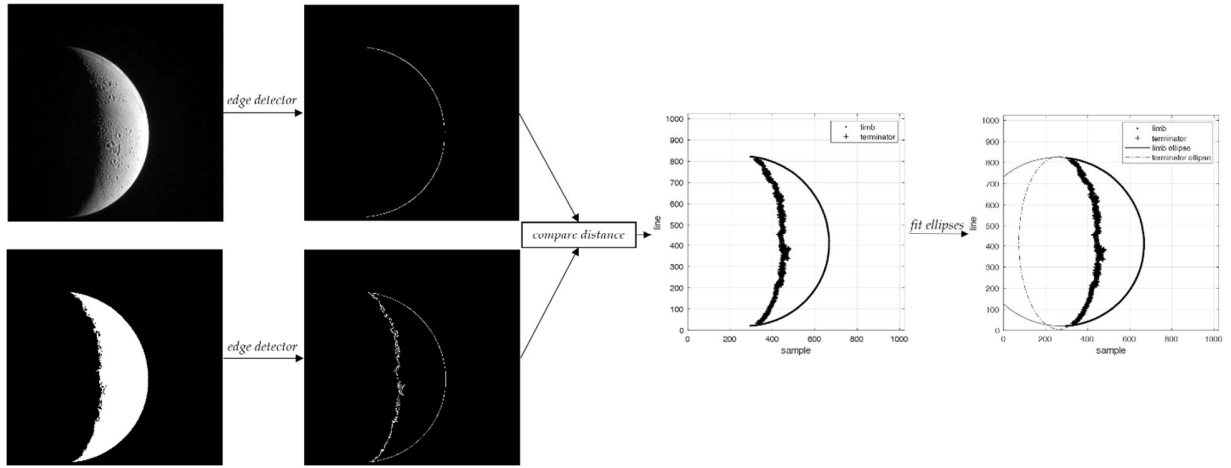 edge detector
edge detector
compare distance
1000
900
800
700
600
500
400
300
200
100
0
line
0
200
400
600
800
1000
sample
limb
terminator
fit ellipses
1000
900
800
700
600
500
400
300
200
100
0
line
0
200
400
600
800
1000
sample
limb
terminator
limb ellipse
terminator ellipse